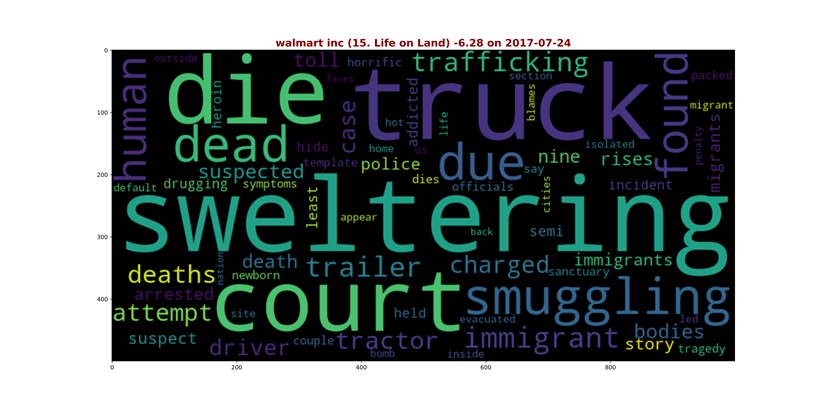 walmart inc (15. Life on Land) -6.28 on 2017-07-24
0
100
200
300
400
0 200 400 600 800
outside toll horrific trafficking
die truck faces section packed
human heroin case addicted hot life blames found migrant
dead hide home us isolated penalty migrants
suspected template police due say nine rises
default drugging symptoms dies officials cities incident
sweltering least appear back
death trailer charged semi immigrants
deaths nation newborn sanctuary
arrested court smuggling
attempt site held evacuated led
suspect driver couple tractor immigrant bodies
bomb inside story tragedy